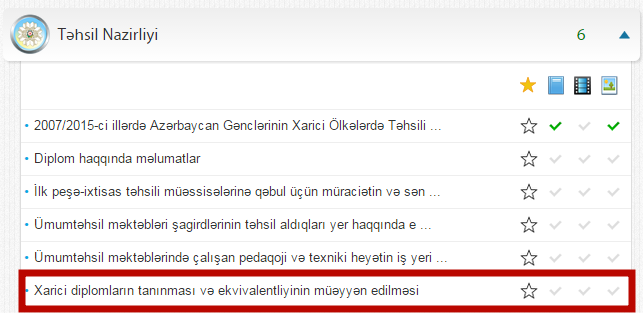 Təhsil Nazirliyi 6
2007/2015-ci illərdə Azərbaycan Gənclərinin Xarici Ölkələrdə Təhsili ...
Diplom haqqında məlumatlar
İlk peşə-ixtisas təhsili müəssisələrinə qəbul üçün müraciətin və sən ...
Ümumtəhsil məktəbləri şagirdlərinin təhsil aldıqları yer haqqında e ...
Ümumtəhsil məktəblərində çalışan pedaqoji və texniki heyətin iş yeri ...
Xarici diplomların tanınması və ekvivalentliyinin müəyyən edilməsi